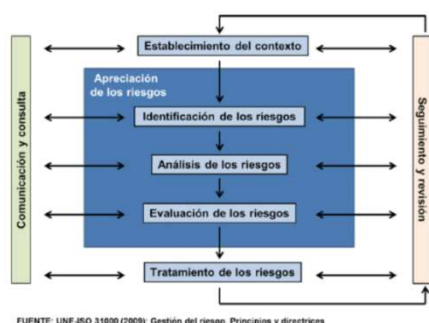 Establecimiento del contexto
Apreciación
de los riesgos
Identificación de los riesgos
Análisis de los riesgos
Evaluación de los riesgos
Tratamiento de los riesgos
Comunicación y consulta
Seguimiento y revisión
FUENTE: UNE-ISO 31000 (2009): Gestión del riesgo. Principios y directrices